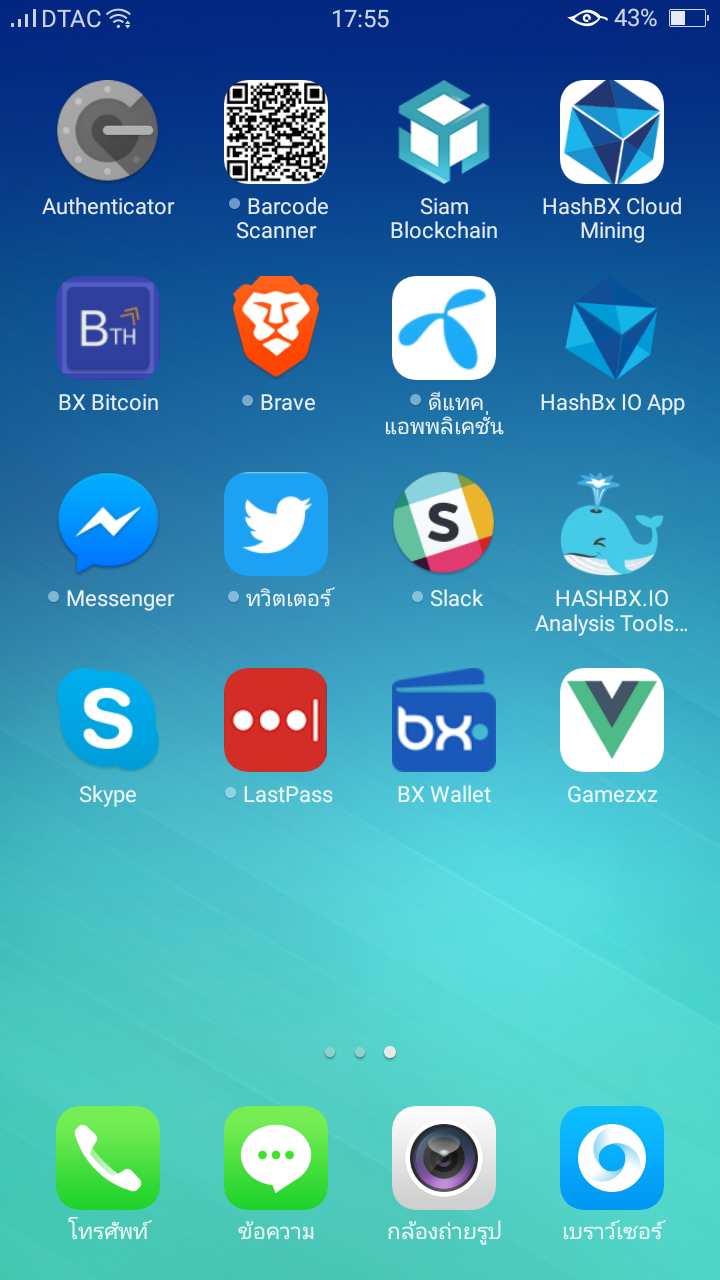 DTAC 17:55 43%
Authenticator
Barcode
Scanner
Siam
Blockchain
HashBX Cloud
Mining
BTH
BX Bitcoin
Brave
ดีแทค
แอพพลิเคชั่น
HashBx IO App
S
Messenger
ทวิตเตอร์
Slack
HASHBX.IO
Analysis Tools...
S
bx
Skype
LastPass
BX Wallet
Gamezxz
โทรศัพท์
ข้อความ
กล้องถ่ายรูป
เบราว์เซอร์